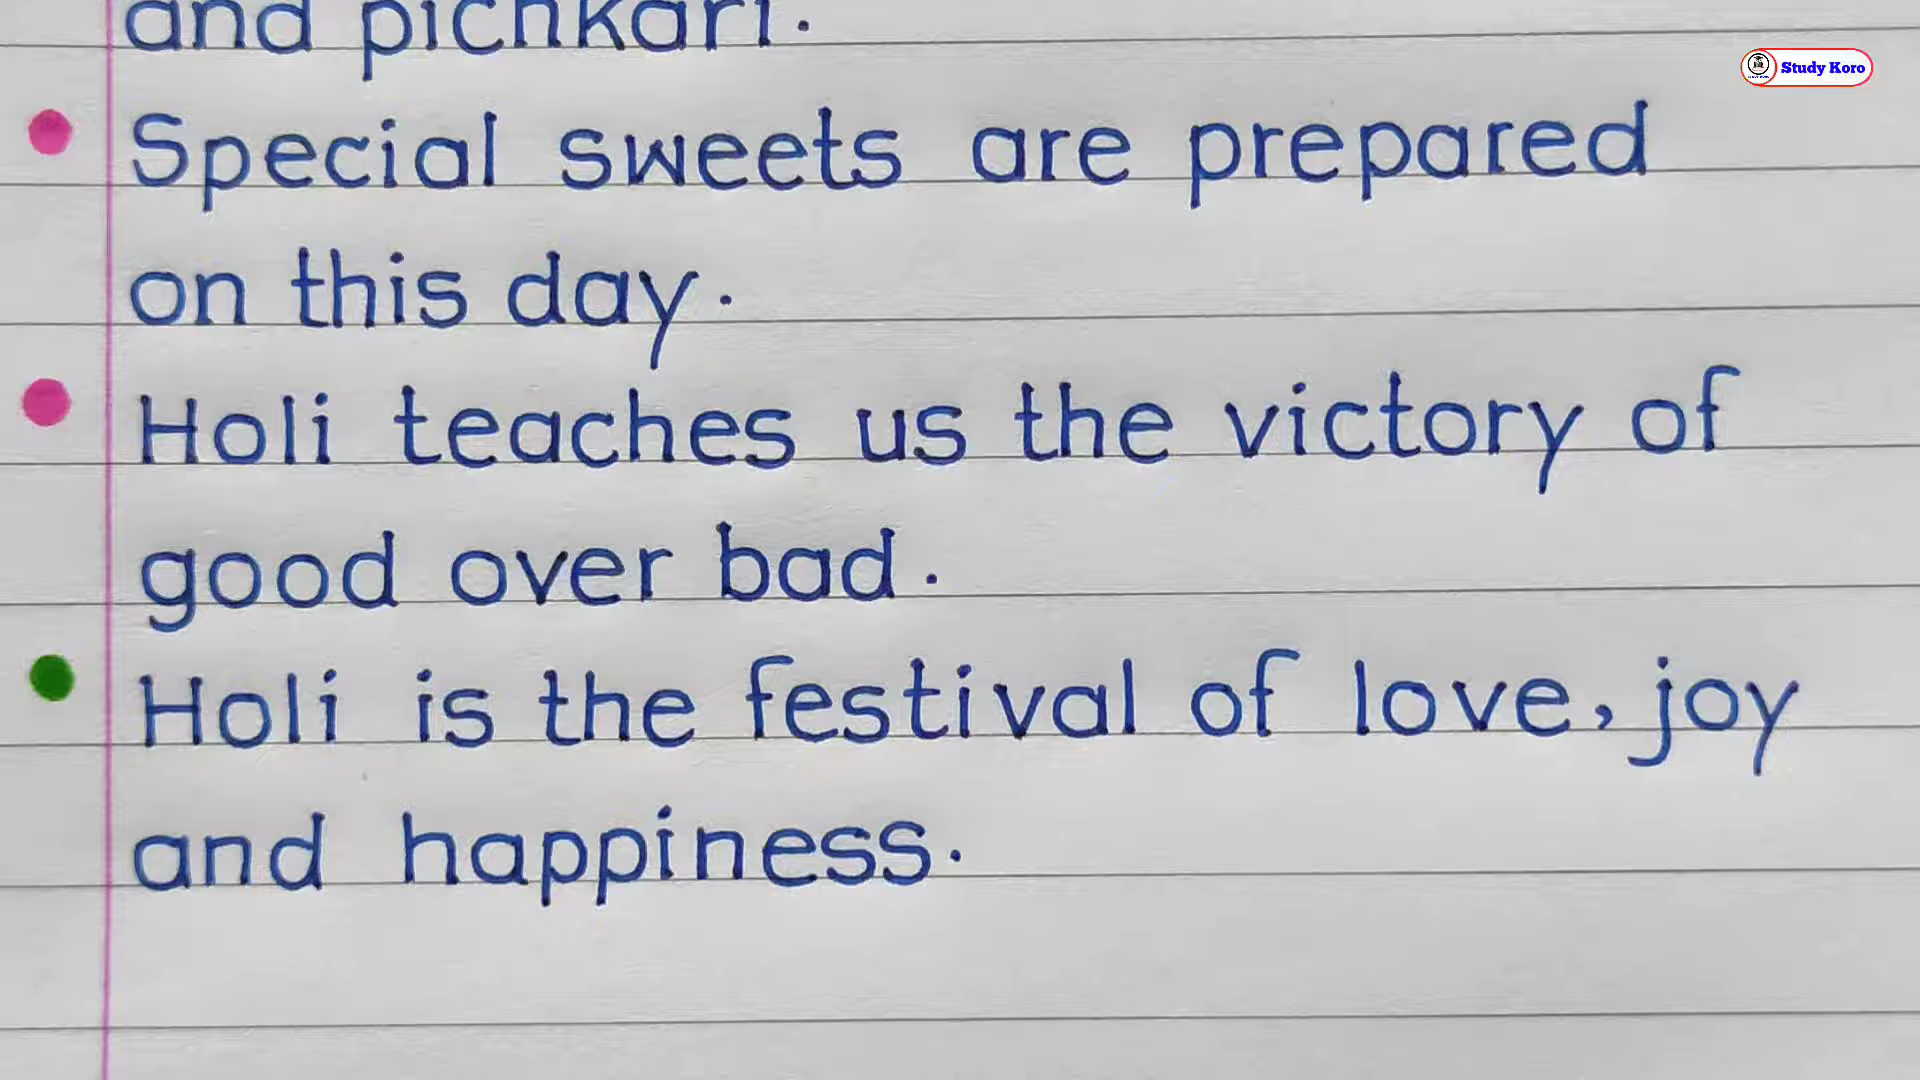 and pichkari.
Study Koro
Special sweets are prepared
on this day.
Holi teaches us the victory of
good over bad.
Holi is the festival of love, joy
and happiness.